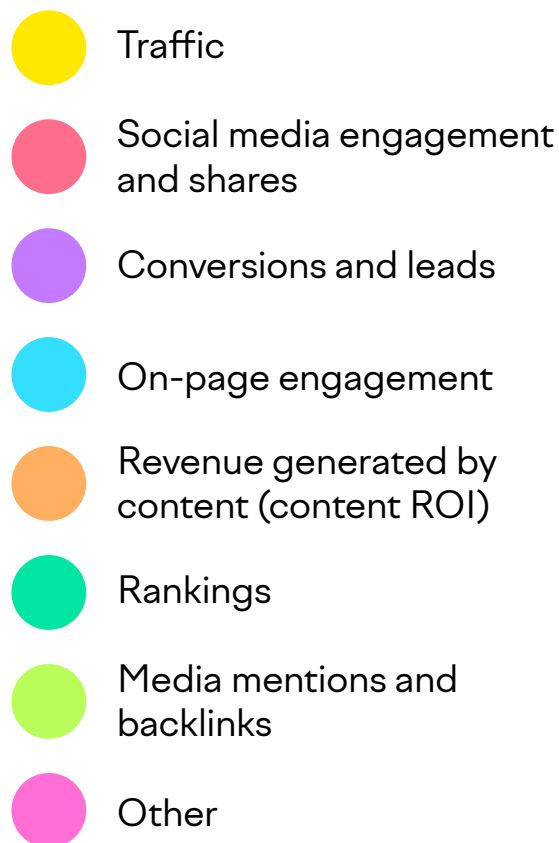 Traffic
Social media engagement
and shares
Conversions and leads
On-page engagement
Revenue generated by
content (content ROI)
Rankings
Media mentions and
backlinks
Other